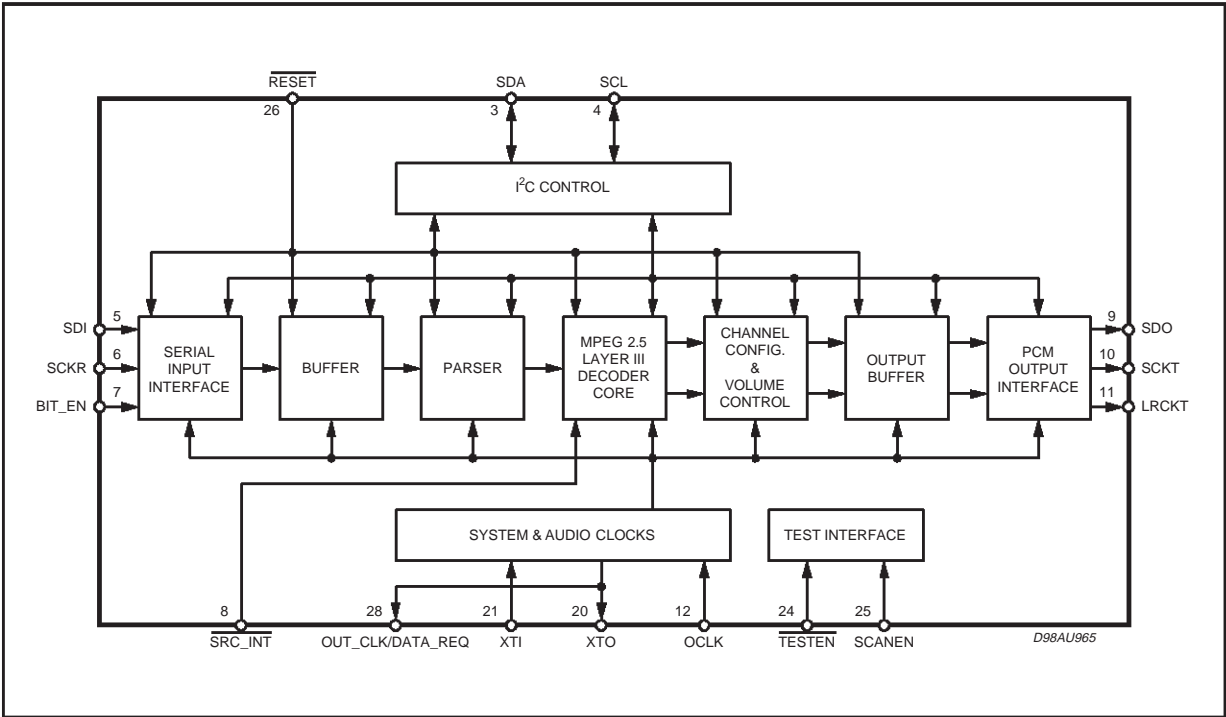 RESET SDA SCL
26 3 4
I²C CONTROL
5
SDI
6
SCKR
7
BIT_EN
SERIAL
INPUT
INTERFACE
BUFFER
PARSER
MPEG 2.5
LAYER III
DECODER
CORE
CHANNEL
CONFIG.
&
VOLUME
CONTROL
OUTPUT
BUFFER
PCM
OUTPUT
INTERFACE
9
SDO
10
SCKT
11
LRCKT
SYSTEM & AUDIO CLOCKS
TEST INTERFACE
8 28 21 20 12 24 25
SRC_INT OUT_CLK/DATA_REQ XTI XTO OCLK TESTEN SCANEN
D98AU965